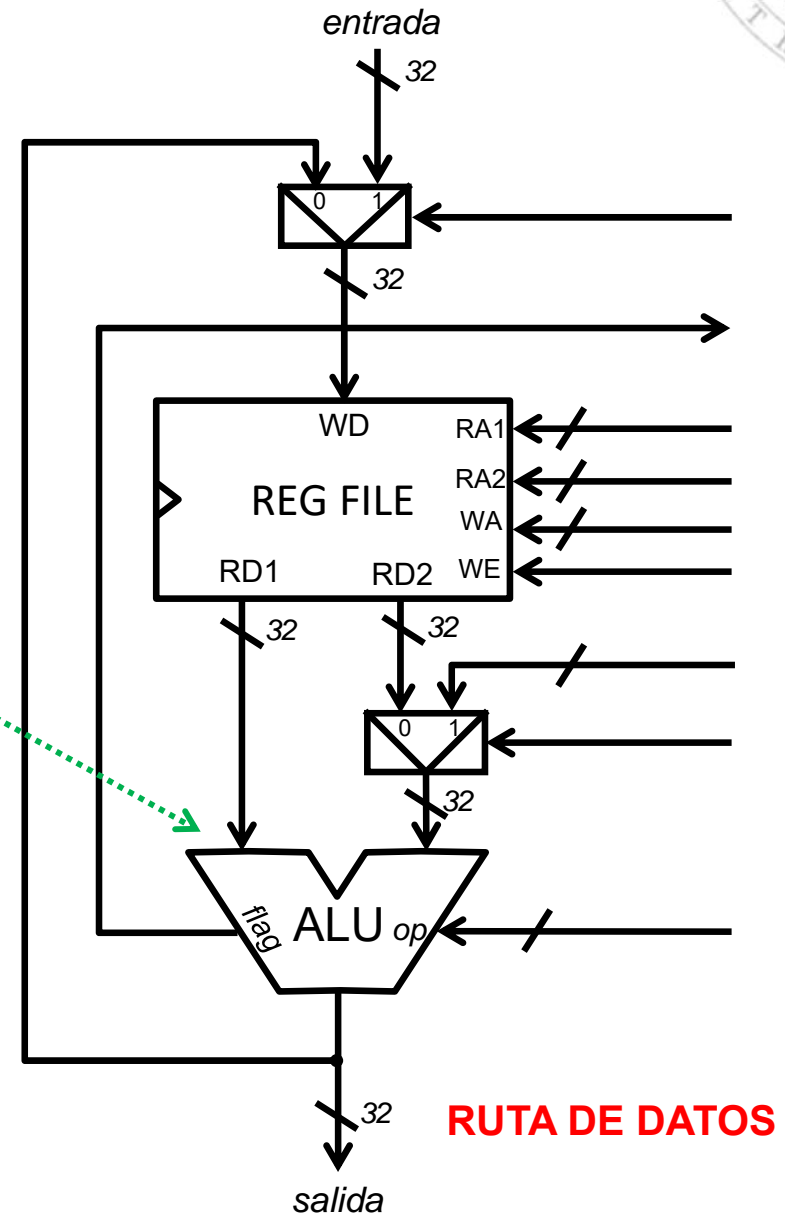 entrada
32
0 1
32
WD
RA1
RA2
REG FILE
WA
WE
RD1 RD2
32 32
0 1
32
flag ALU op
32
RUTA DE DATOS
salida